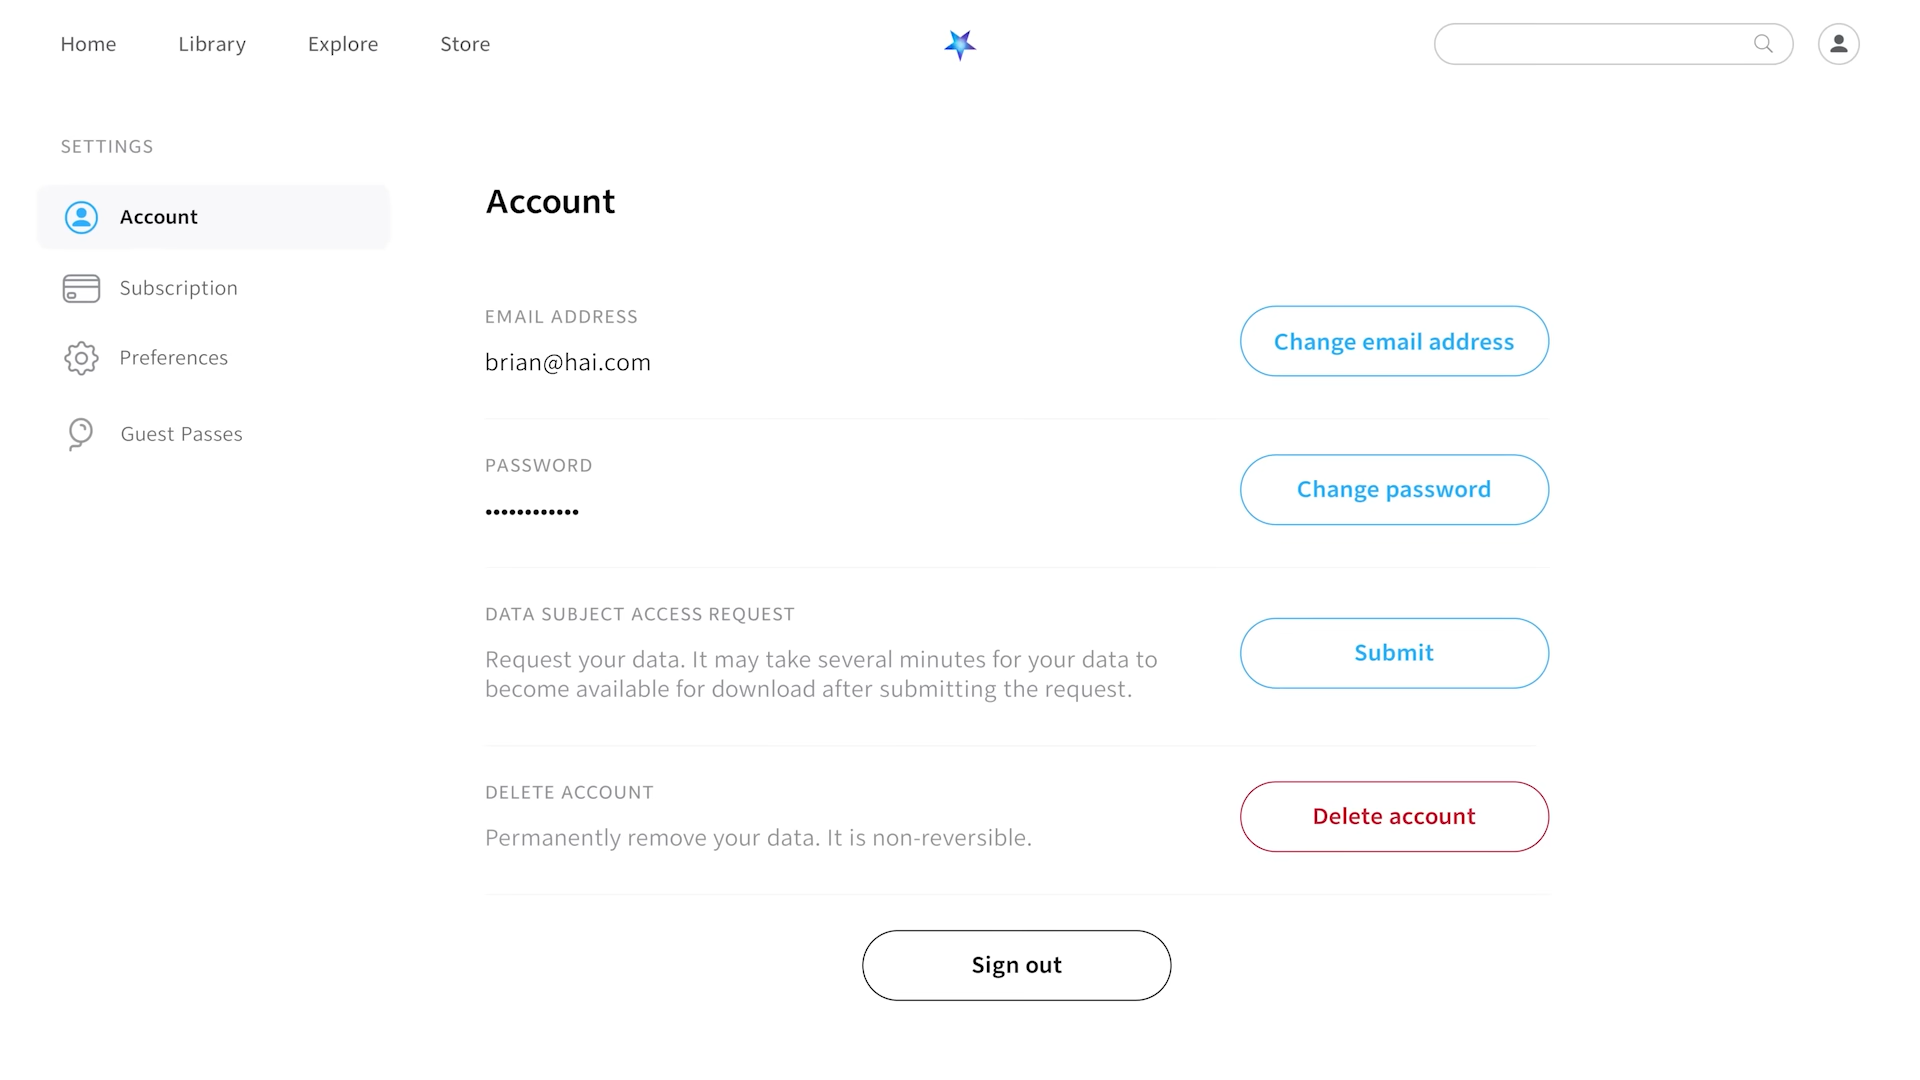 Home
Library
Explore
Store
SETTINGS
Account
Subscription
Preferences
Guest Passes
Account
EMAIL ADDRESS
brian@hai.com
Change email address
PASSWORD
••••••••••••
Change password
DATA SUBJECT ACCESS REQUEST
Request your data. It may take several minutes for your data to
become available for download after submitting the request.
Submit
DELETE ACCOUNT
Permanently remove your data. It is non-reversible.
Delete account
Sign out